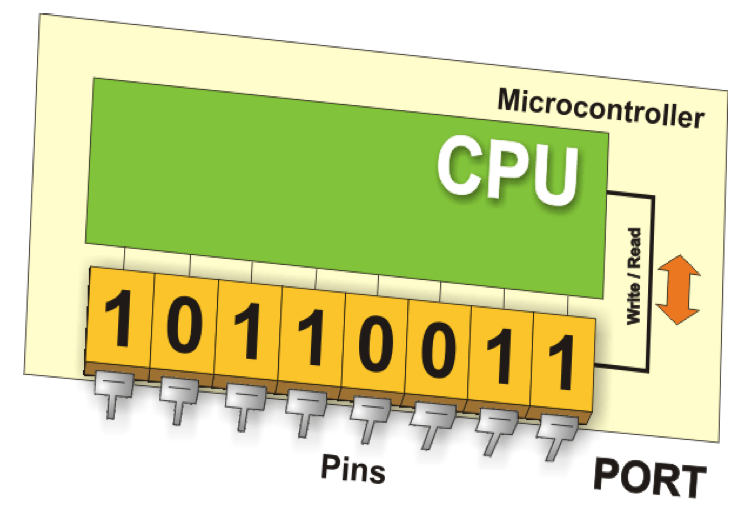 Microcontroller
CPU
Write / Read
1 0 1 1 0 0 1 1
Pins
PORT